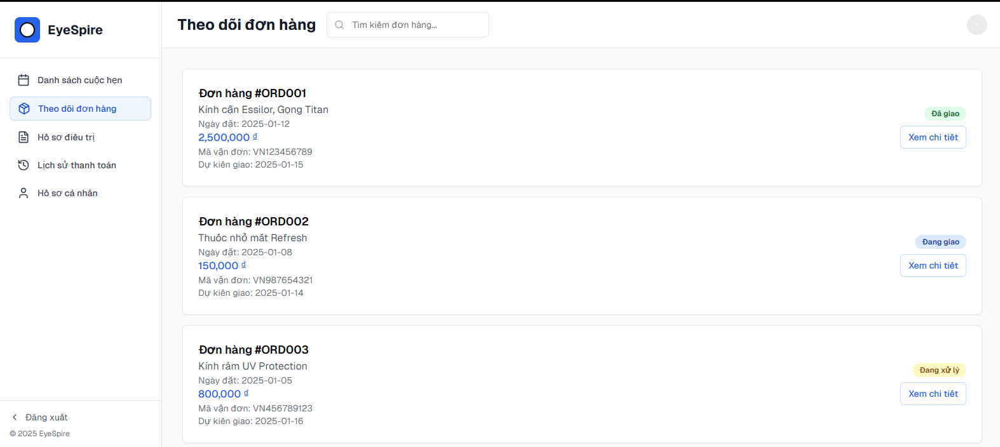 EyeSpire
Danh sách cuộc hẹn
Theo dõi đơn hàng
Hồ sơ điều trị
Lịch sử thanh toán
Hồ sơ cá nhân
Đăng xuất
© 2025 EyeSpire
Theo dõi đơn hàng
Tìm kiếm đơn hàng...
Đơn hàng #ORD001
Kính cận Essilor, Gọng Titan
Ngày đặt: 2025-01-12
2,500,000 ₫
Mã vận đơn: VN123456789
Dự kiến giao: 2025-01-15
Đã giao
Xem chi tiết
Đơn hàng #ORD002
Thuốc nhỏ mắt Refresh
Ngày đặt: 2025-01-08
150,000 ₫
Mã vận đơn: VN987654321
Dự kiến giao: 2025-01-14
Đang giao
Xem chi tiết
Đơn hàng #ORD003
Kính râm UV Protection
Ngày đặt: 2025-01-05
800,000 ₫
Mã vận đơn: VN456789123
Dự kiến giao: 2025-01-16
Đang xử lý
Xem chi tiết